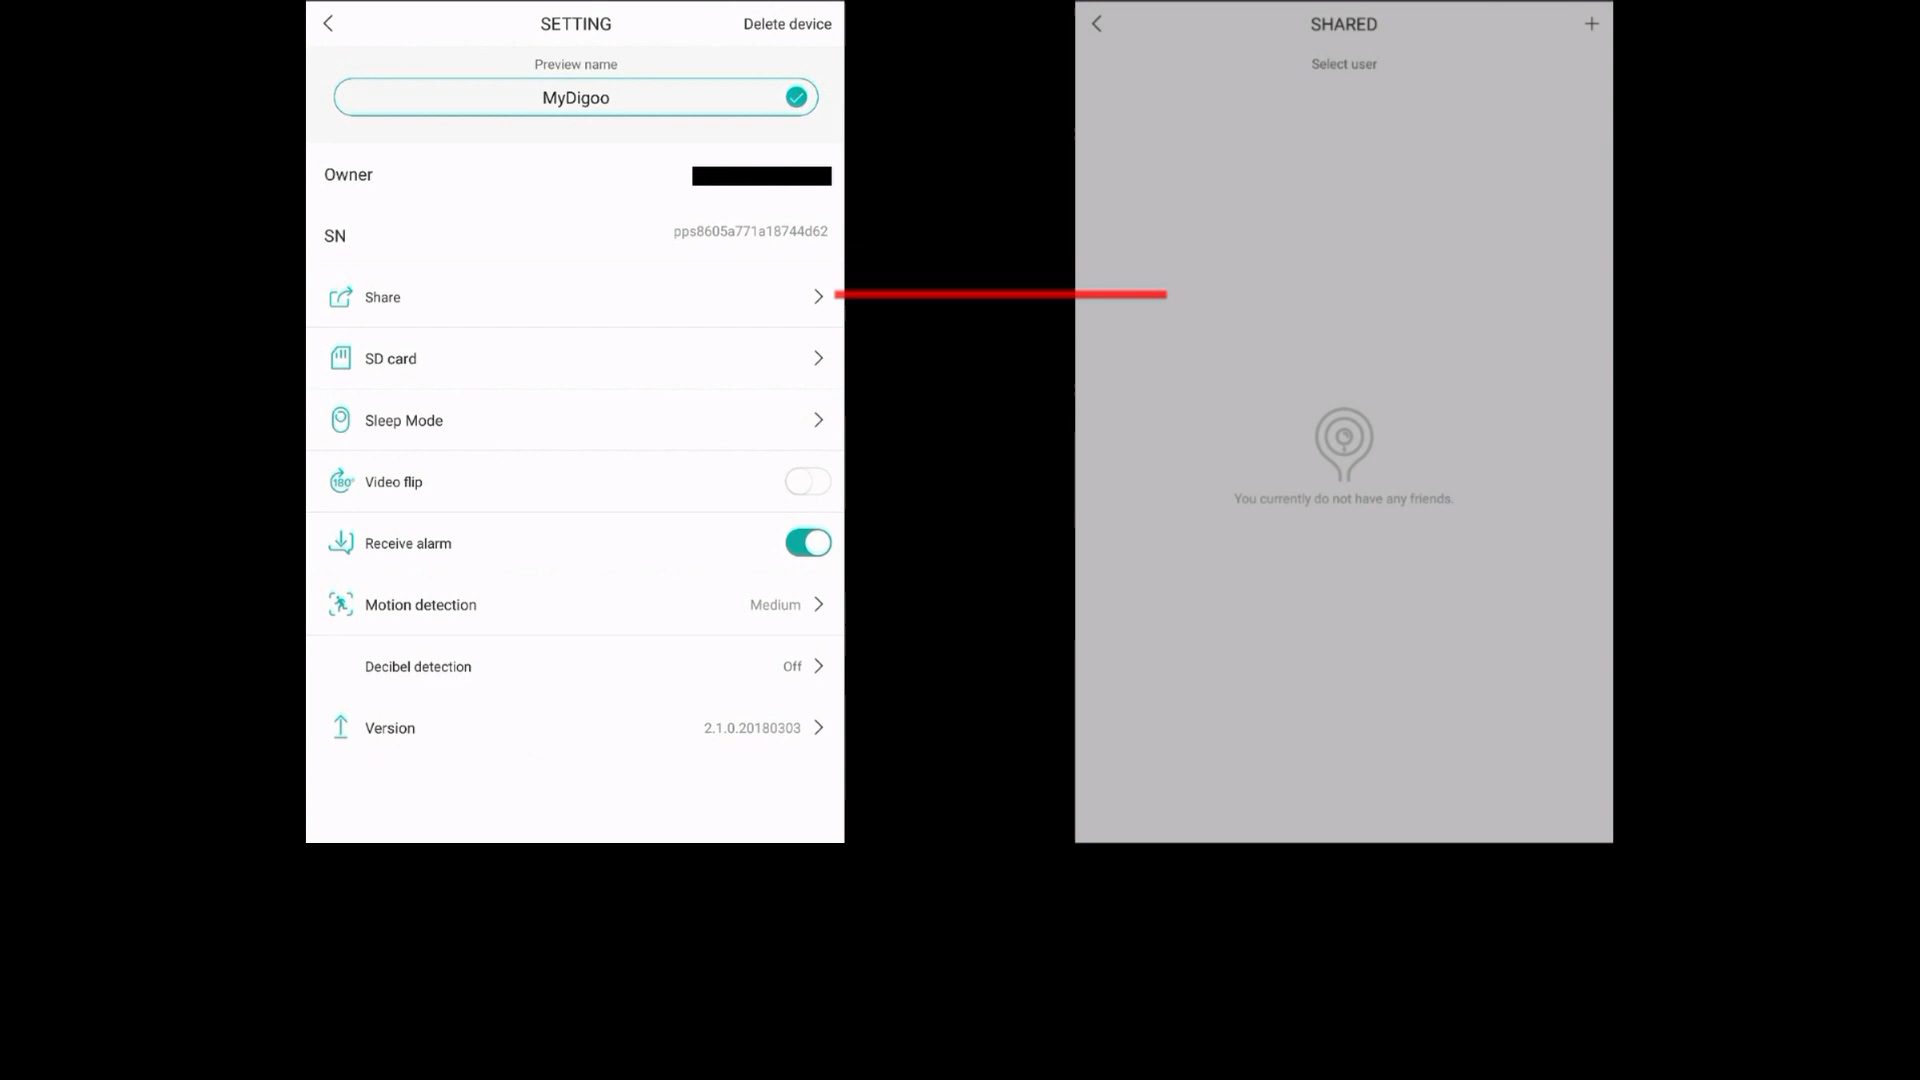 SETTING
Delete device
Preview name
MyDigoo
Owner
SN
pps8605a771a18744d62
Share
SD card
Sleep Mode
180°
Video flip
Receive alarm
Motion detection
Medium
Decibel detection
Off
Version
2.1.0.20180303
SHARED
+
Select user
You currently do not have any friends.